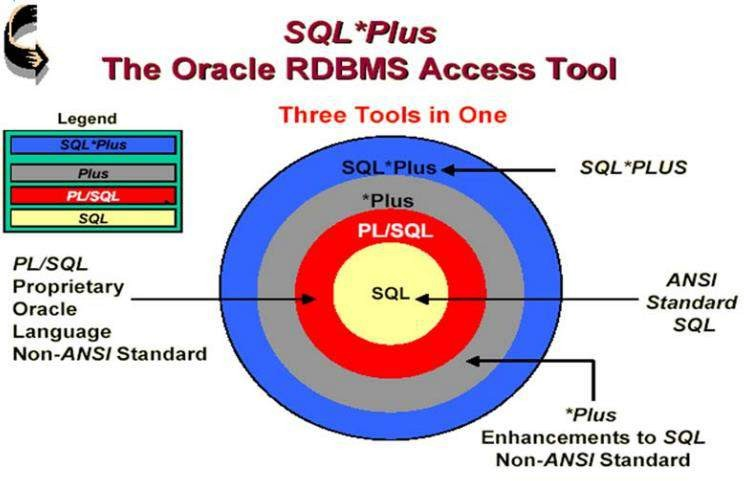 SQL*Plus
The Oracle RDBMS Access Tool
Three Tools in One
Legend
SQL*Plus
Plus
PL/SQL
SQL
SQL*Plus
*Plus
PL/SQL
SQL
SQL*PLUS
PL/SQL
Proprietary
Oracle
Language
Non-ANSI Standard
ANSI
Standard
SQL
*Plus
Enhancements to SQL
Non-ANSI Standard